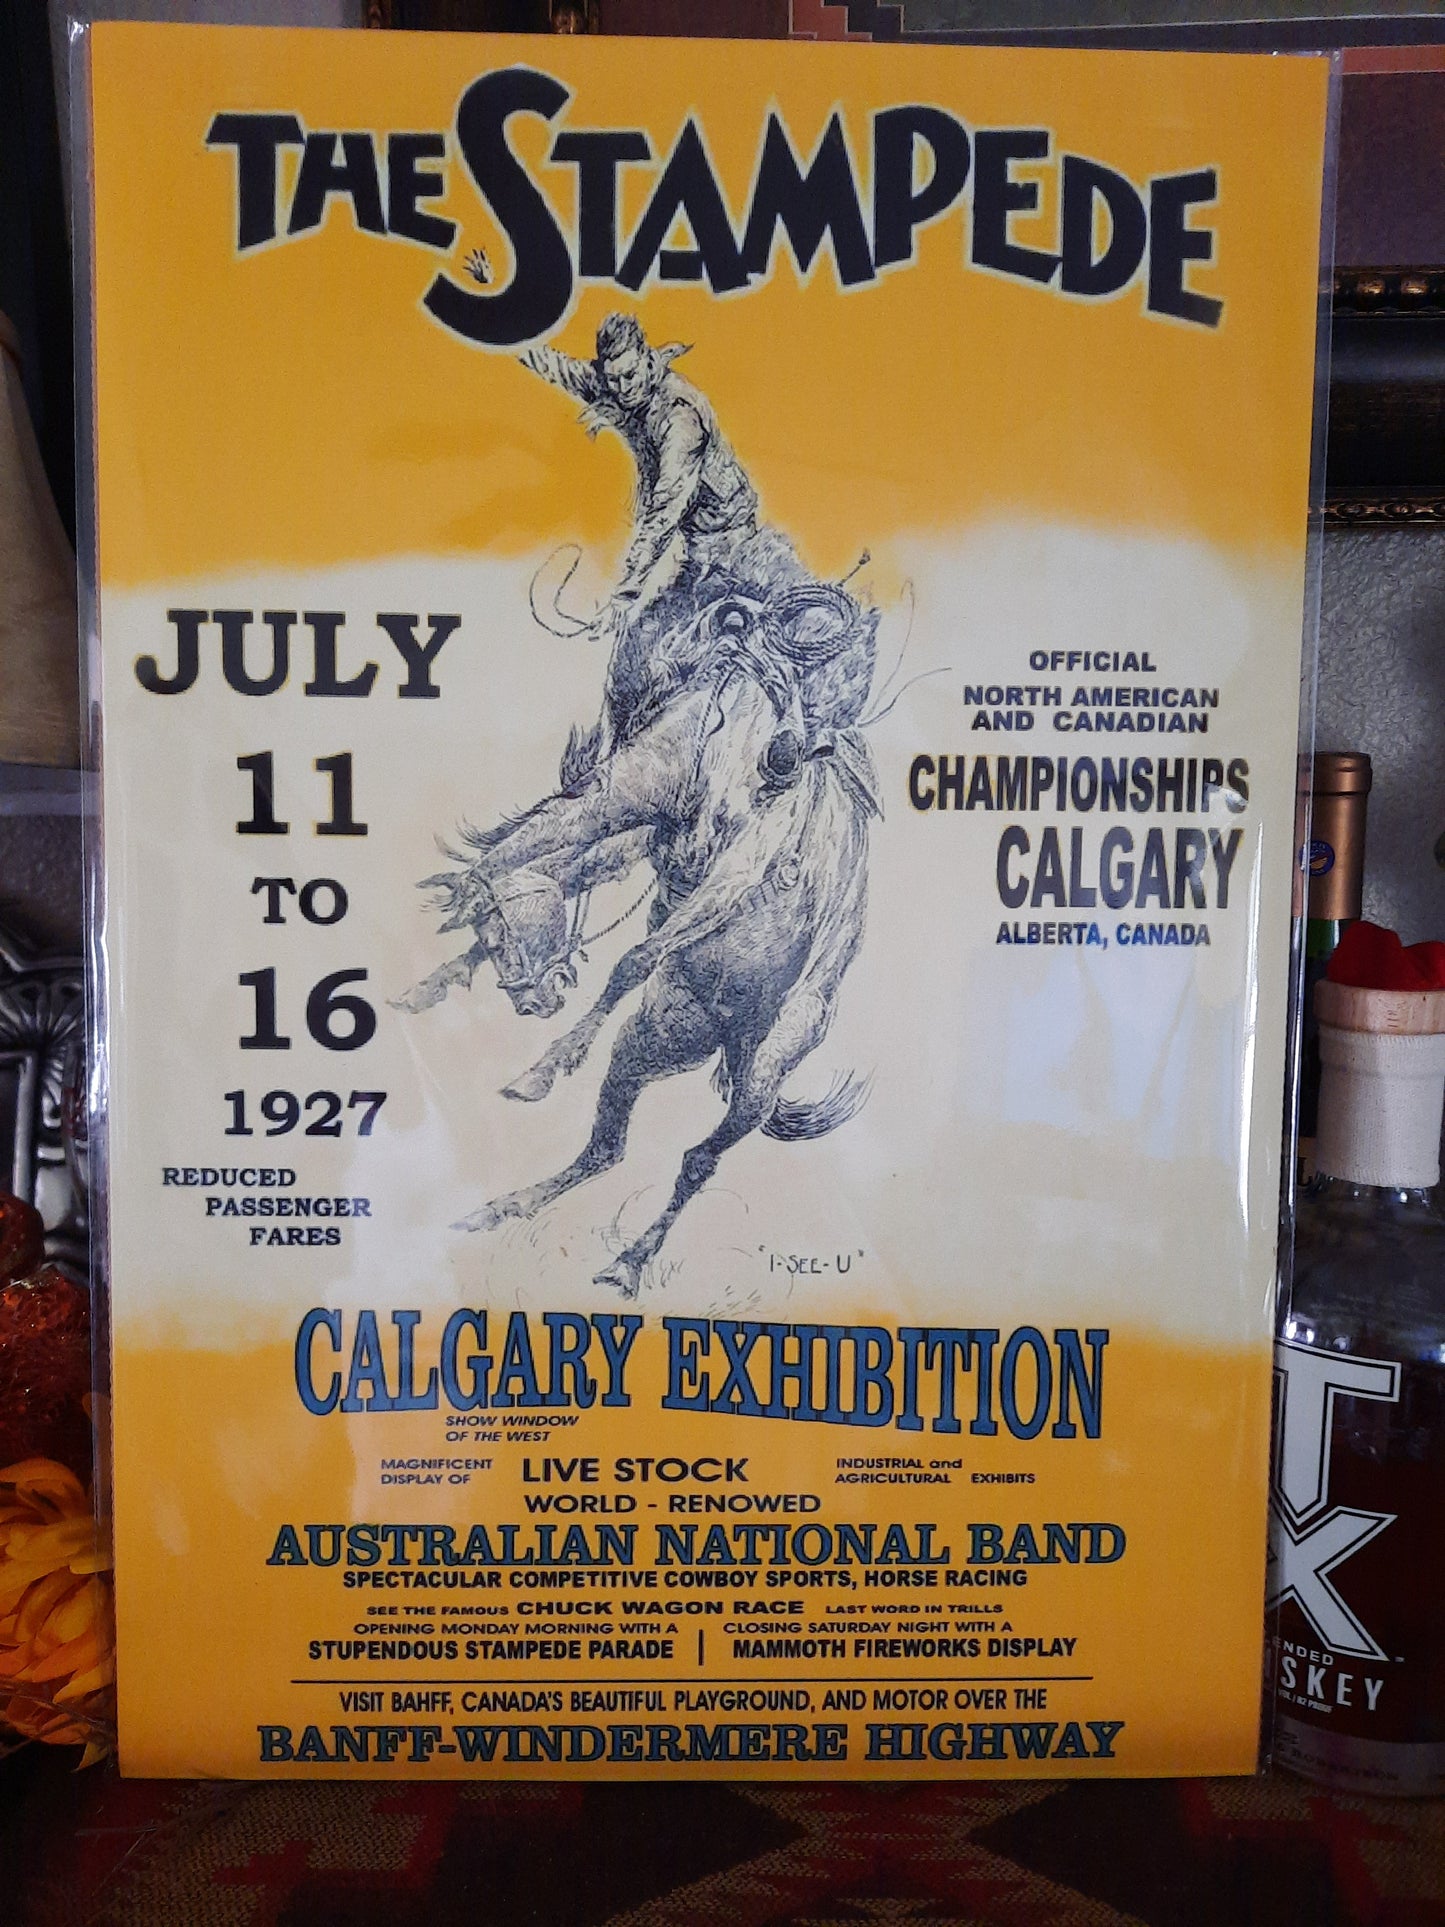 THE STAMPEDE
JULY
11
TO
16
1927
REDUCED
PASSENGER
FARES
OFFICIAL
NORTH AMERICAN
AND CANADIAN
CHAMPIONSHIPS
CALGARY
ALBERTA, CANADA
"I-SEE-U"
CALGARY EXHIBITION
SHOW WINDOW
OF THE WEST
MAGNIFICENT
DISPLAY OF
LIVE STOCK
INDUSTRIAL and
AGRICULTURAL EXHIBITS
WORLD - RENOWED
AUSTRALIAN NATIONAL BAND
SPECTACULAR COMPETITIVE COWBOY SPORTS, HORSE RACING
SEE THE FAMOUS CHUCK WAGON RACE LAST WORD IN TRILLS
OPENING MONDAY MORNING WITH A
STUPENDOUS STAMPEDE PARADE
CLOSING SATURDAY NIGHT WITH A
MAMMOTH FIREWORKS DISPLAY
VISIT BAHFF, CANADA'S BEAUTIFUL PLAYGROUND, AND MOTOR OVER THE
BANFF-WINDERMERE HIGHWAY
T
X
ENDED
SKEY